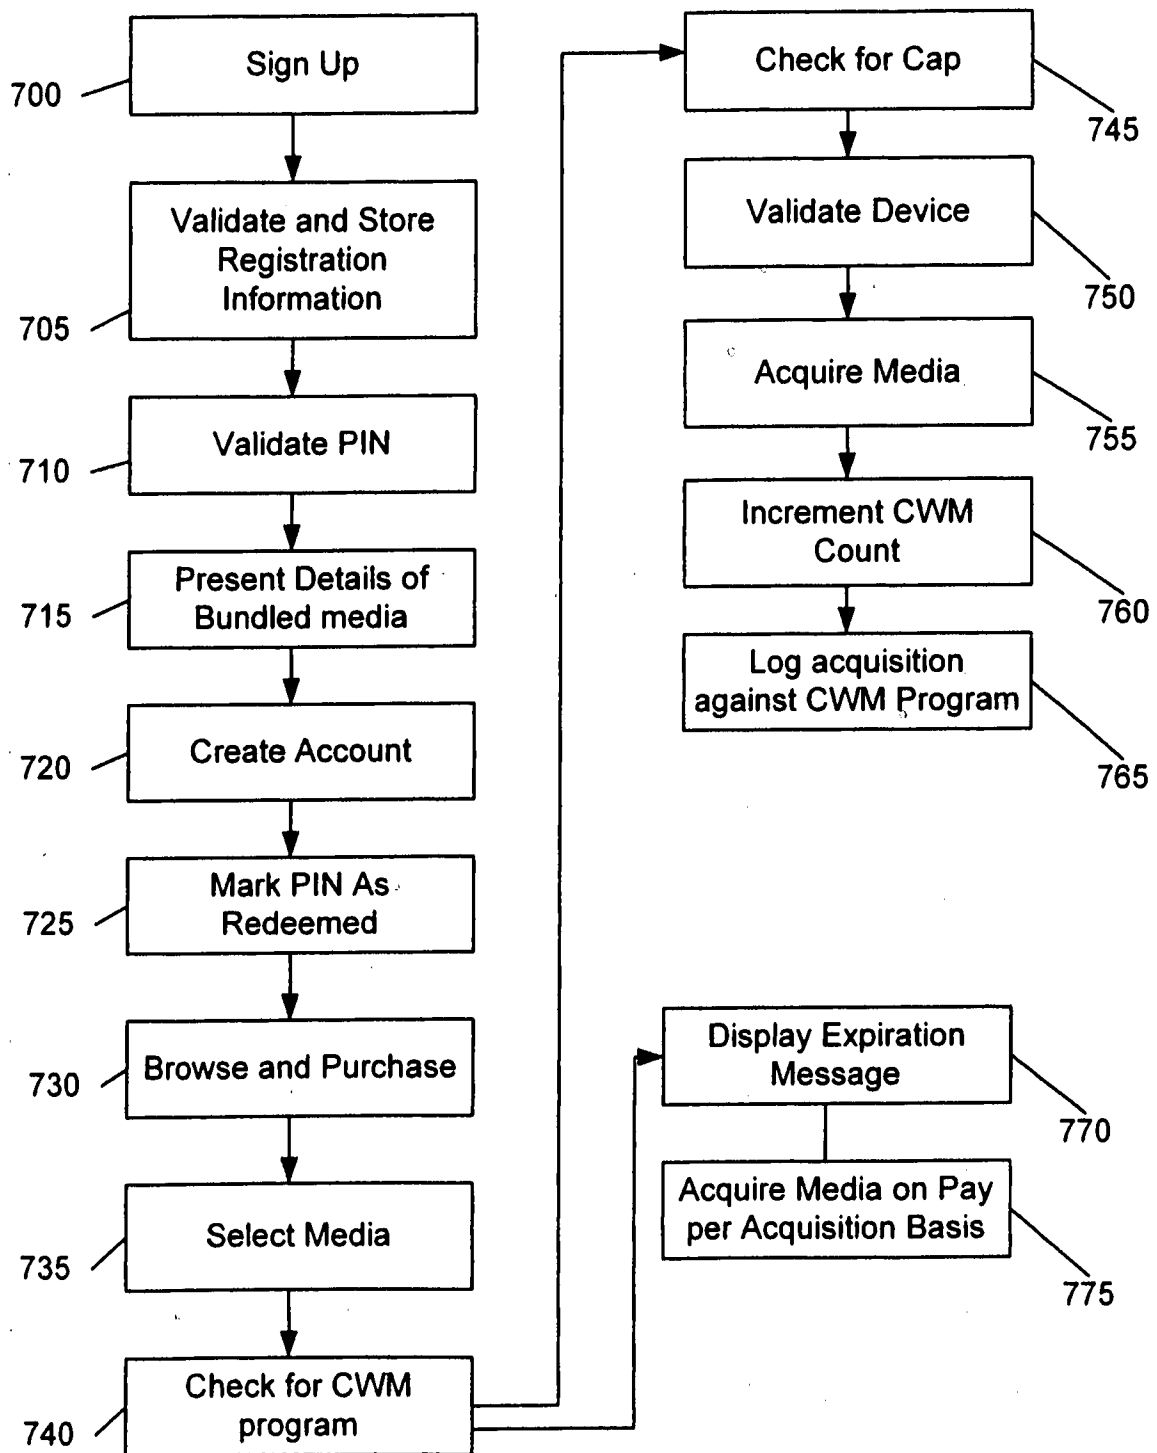 Sign Up
700
Validate and Store
Registration
Information
705
Validate PIN
710
Present Details of
Bundled media
715
Create Account
720
Mark PIN As
Redeemed
725
Browse and Purchase
730
Select Media
735
Check for CWM
program
740
Check for Cap
745
Validate Device
750
Acquire Media
755
Increment CWM
Count
760
Log acquisition
against CWM Program
765
Display Expiration
Message
770
Acquire Media on Pay
per Acquisition Basis
775